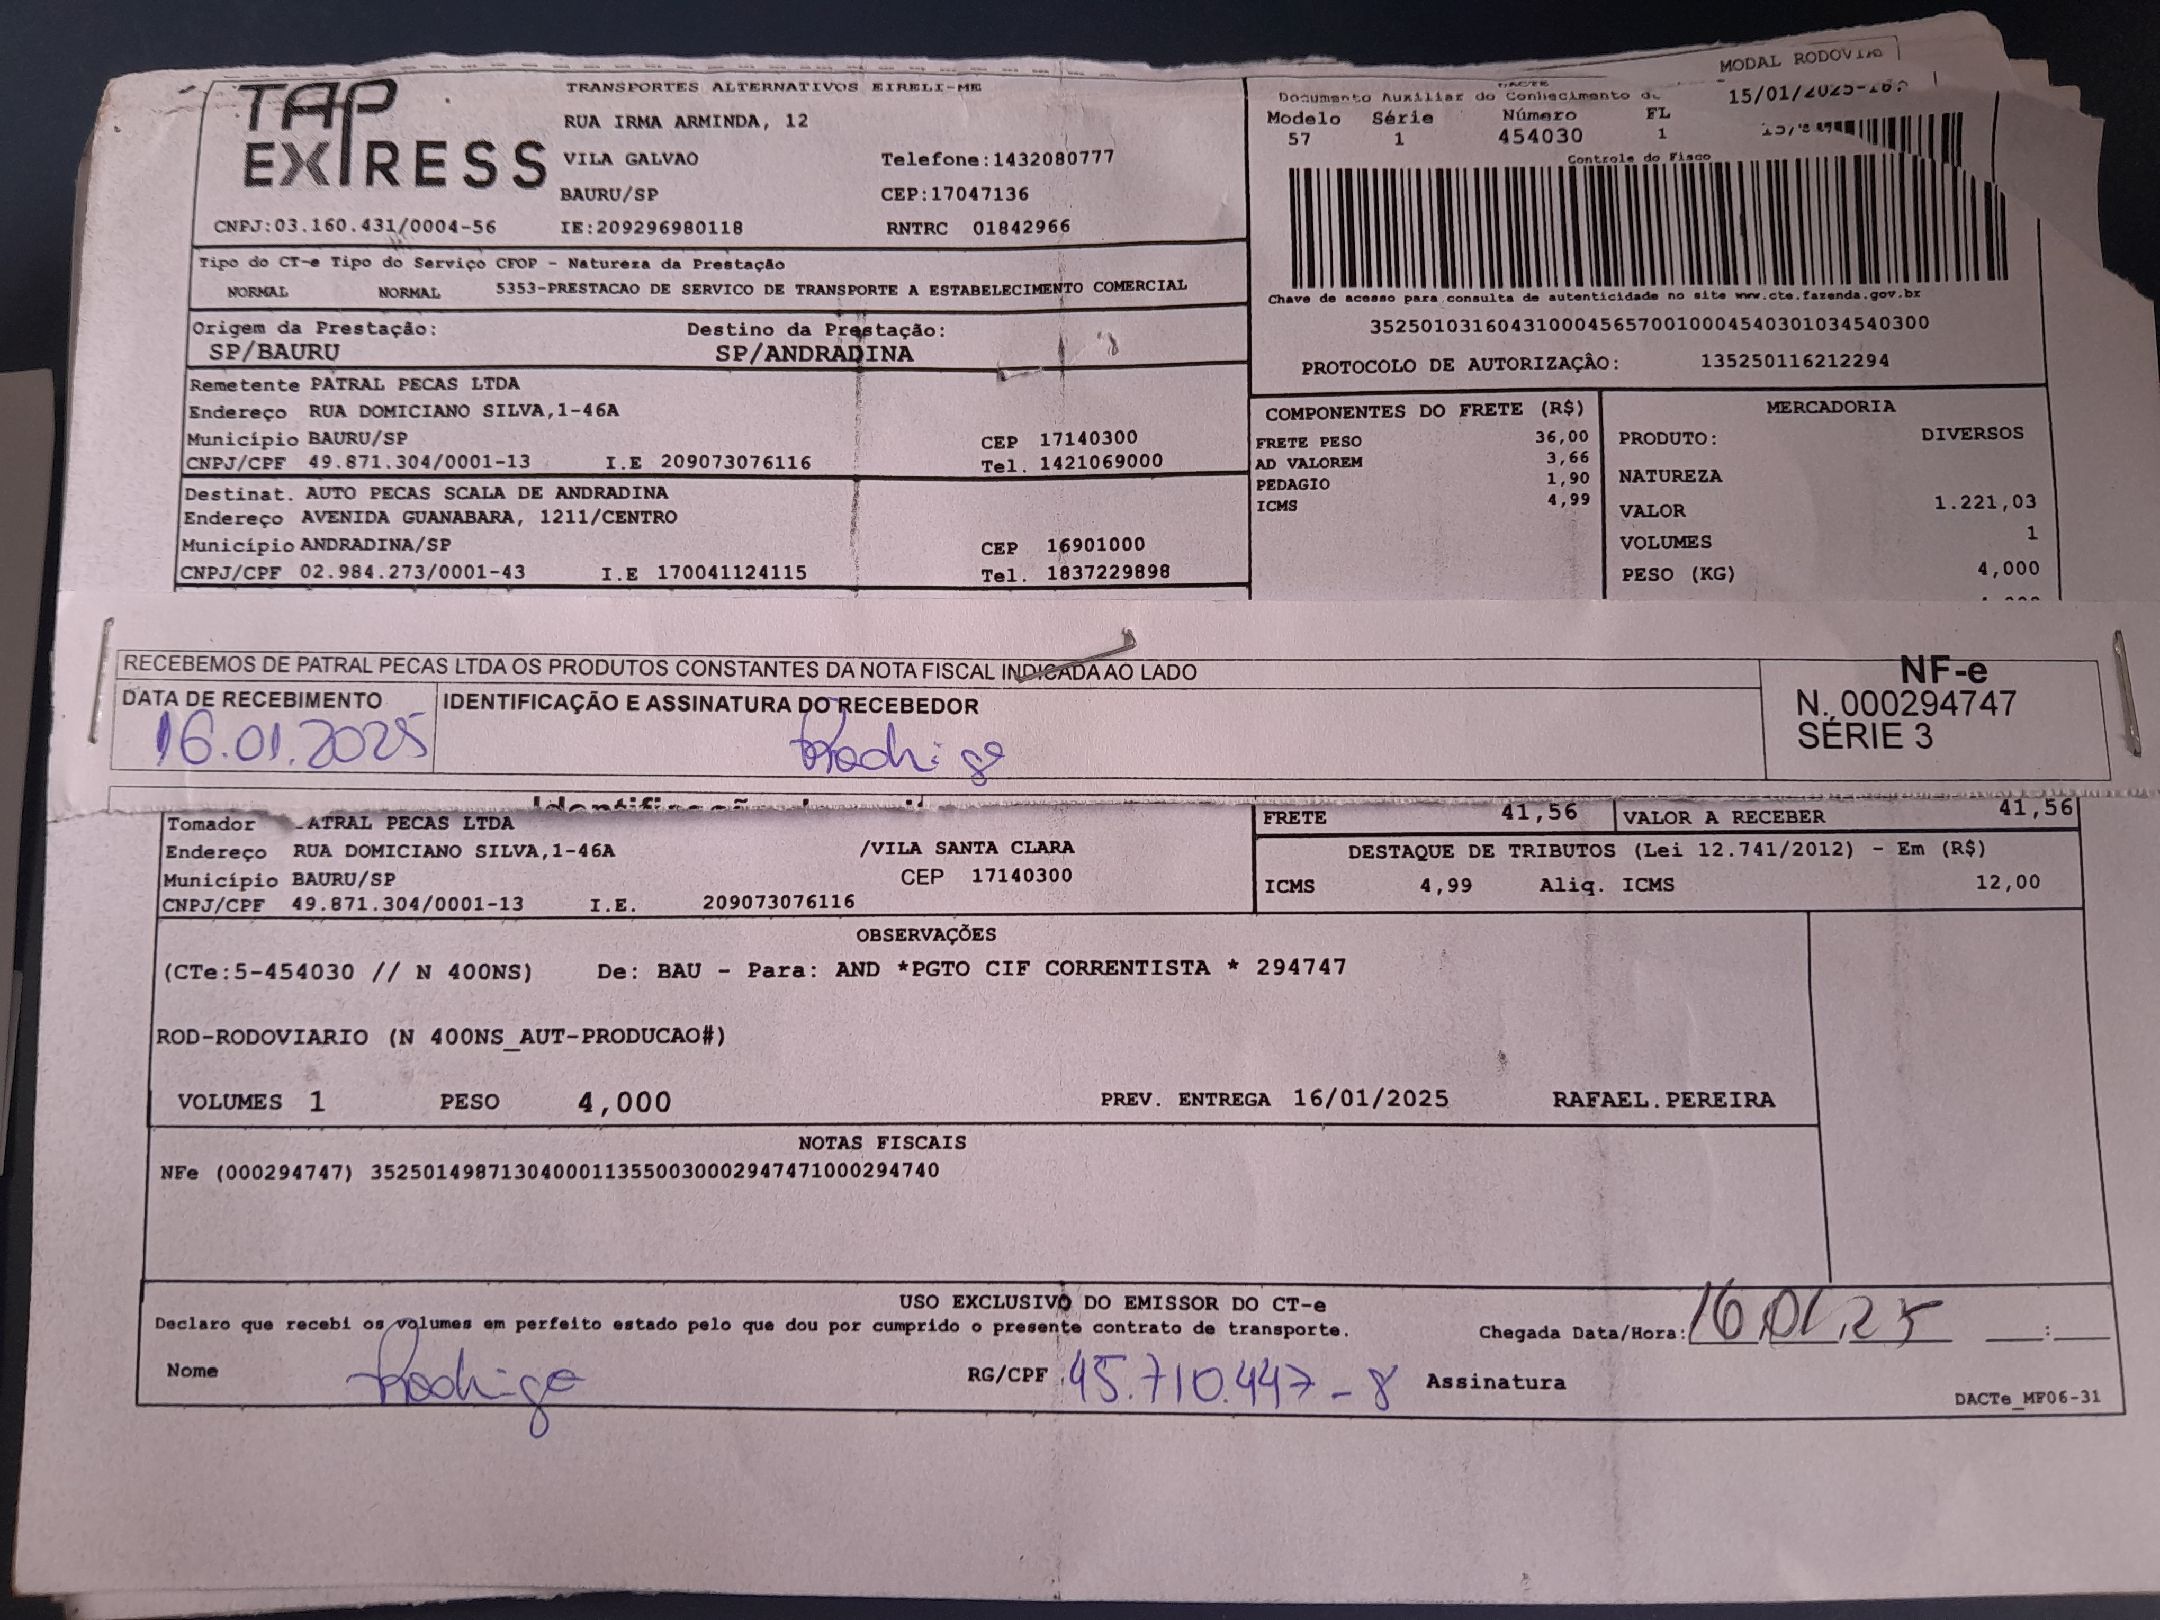 TAP EXPRESS
TRANSPORTES ALTERNATIVOS EIRELI-ME
RUA IRMA ARMINDA, 12
VILA GALVAO Telefone:1432080777
BAURU/SP CEP:17047136
CNPJ:03.160.431/0004-56 IE:209296980118 RNTRC 01842966
MODAL
DACTE
Documento Auxiliar do Conhecimento
15/01/2025
Modelo Série Número FL
57 1 454030 1
Controle do Fisco
Chave de acesso para consulta de autenticidade no site www.cte.fazenda.gov.br
35250103160431000456570010004540301034540300
PROTOCOLO DE AUTORIZAÇÂO: 135250116212294
Tipo do CT-e Tipo do Serviço CFOP - Natureza da Prestação
NORMAL NORMAL 5353-PRESTACAO DE SERVICO DE TRANSPORTE A ESTABELECIMENTO COMERCIAL
Origem da Prestação: Destino da Prestação:
SP/BAURU SP/ANDRADINA
Remetente PATRAL PECAS LTDA
Endereço RUA DOMICIANO SILVA,1-46A
Município BAURU/SP CEP 17140300
CNPJ/CPF 49.871.304/0001-13 I.E 209073076116 Tel. 1421069000
Destinat. AUTO PECAS SCALA DE ANDRADINA
Endereço AVENIDA GUANABARA, 1211/CENTRO
Município ANDRADINA/SP CEP 16901000
CNPJ/CPF 02.984.273/0001-43 I.E 170041124115 Tel. 1837229898
COMPONENTES DO FRETE (R$)
FRETE PESO 36,00
AD VALOREM 3,66
PEDAGIO 1,90
ICMS 4,99
MERCADORIA
PRODUTO: DIVERSOS
NATUREZA
VALOR 1.221,03
VOLUMES 1
PESO (KG) 4,000
RECEBEMOS DE PATRAL PECAS LTDA OS PRODUTOS CONSTANTES DA NOTA FISCAL INDICADA AO LADO
DATA DE RECEBIMENTO IDENTIFICAÇÃO E ASSINATURA DO RECEBEDOR
16.01.2025 Rodrigo
NF-e
N. 000294747
SÉRIE 3
Tomador PATRAL PECAS LTDA
Endereço RUA DOMICIANO SILVA,1-46A /VILA SANTA CLARA
Município BAURU/SP CEP 17140300
CNPJ/CPF 49.871.304/0001-13 I.E. 209073076116
FRETE 41,56 VALOR A RECEBER 41,56
DESTAQUE DE TRIBUTOS (Lei 12.741/2012) - Em (R$)
ICMS 4,99 Aliq. ICMS 12,00
OBSERVAÇÕES
(CTe:5-454030 // N 400NS) De: BAU - Para: AND *PGTO CIF CORRENTISTA * 294747
ROD-RODOVIARIO (N 400NS_AUT-PRODUCAO#)
VOLUMES 1 PESO 4,000 PREV. ENTREGA 16/01/2025 RAFAEL.PEREIRA
NOTAS FISCAIS
NFe (000294747) 35250149871304000113550030002947471000294740
USO EXCLUSIVO DO EMISSOR DO CT-e
Declaro que recebi os volumes em perfeito estado pelo que dou por cumprido o presente contrato de transporte. Chegada Data/Hora: 16.01.25 __:__
Nome Rodrigo RG/CPF 45.710.447-8 Assinatura
DACTe_MF06-31